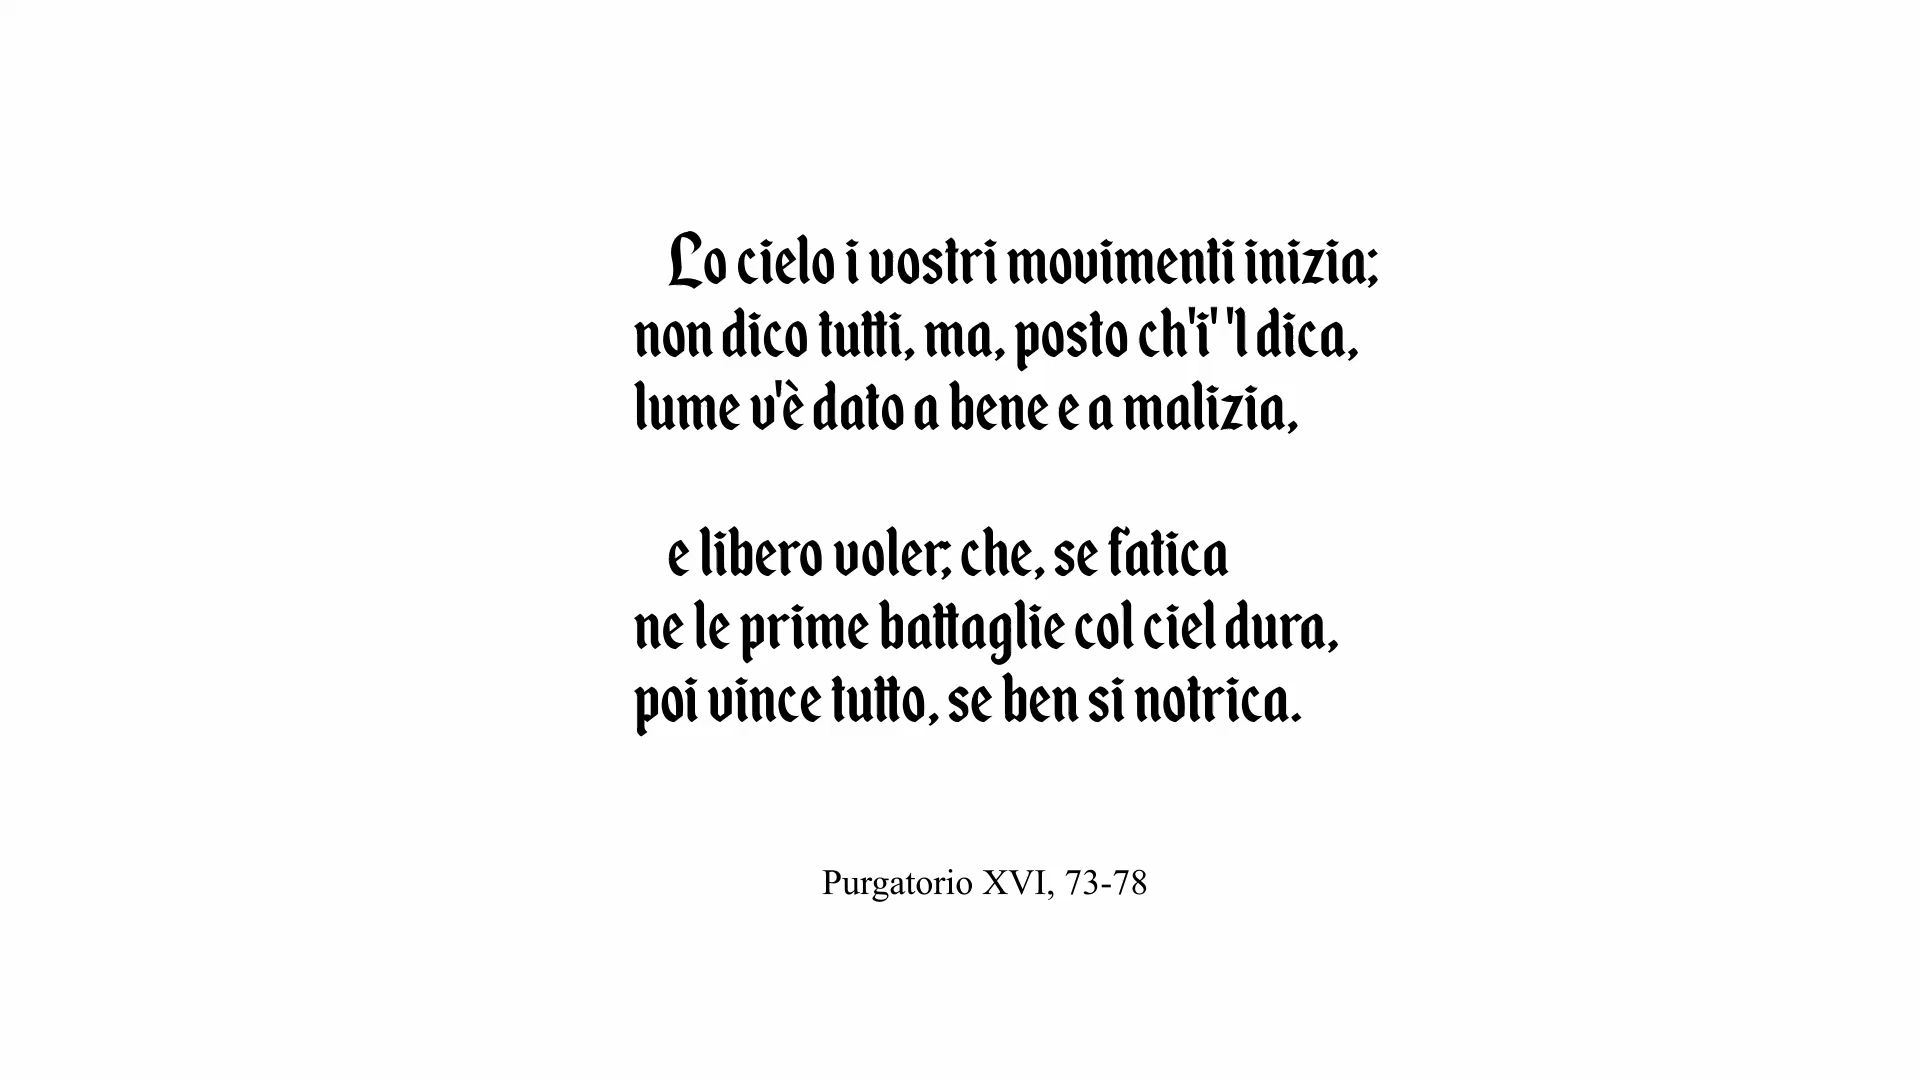 Lo cielo i vostri movimenti inizia;
non dico tutti, ma, posto ch'i' 'l dica,
lume v'è dato a bene e a malizia,
e libero voler; che, se fatica
ne le prime battaglie col ciel dura,
poi vince tutto, se ben si notrica.
Purgatorio XVI, 73-78